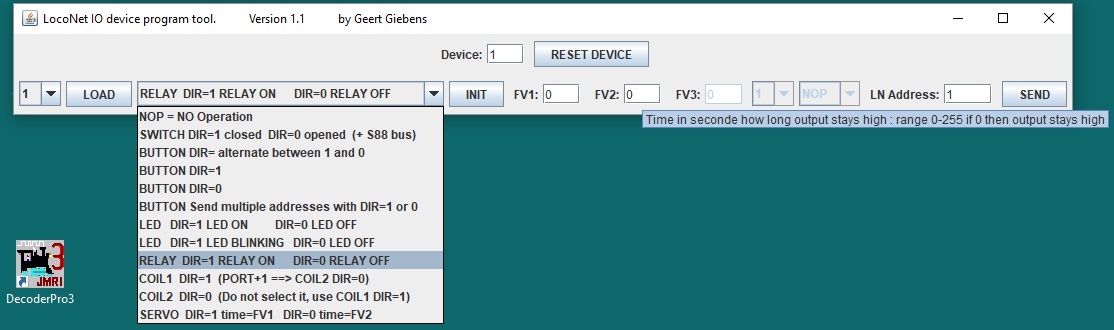 LocoNet IO device program tool. Version 1.1 by Geert Giebens
Device: 1 RESET DEVICE
1 LOAD RELAY DIR=1 RELAY ON DIR=0 RELAY OFF INIT FV1: 0 FV2: 0 FV3: 0 1 NOP LN Address: 1 SEND
Time in seconde how long output stays high : range 0-255 if 0 then output stays high
NOP = NO Operation
SWITCH DIR=1 closed DIR=0 opened (+ S88 bus)
BUTTON DIR= alternate between 1 and 0
BUTTON DIR=1
BUTTON DIR=0
BUTTON Send multiple addresses with DIR=1 or 0
LED DIR=1 LED ON DIR=0 LED OFF
LED DIR=1 LED BLINKING DIR=0 LED OFF
RELAY DIR=1 RELAY ON DIR=0 RELAY OFF
COIL1 DIR=1 (PORT+1 ==> COIL2 DIR=0)
COIL2 DIR=0 (Do not select it, use COIL1 DIR=1)
SERVO DIR=1 time=FV1 DIR=0 time=FV2
3
JMRI
DecoderPro3